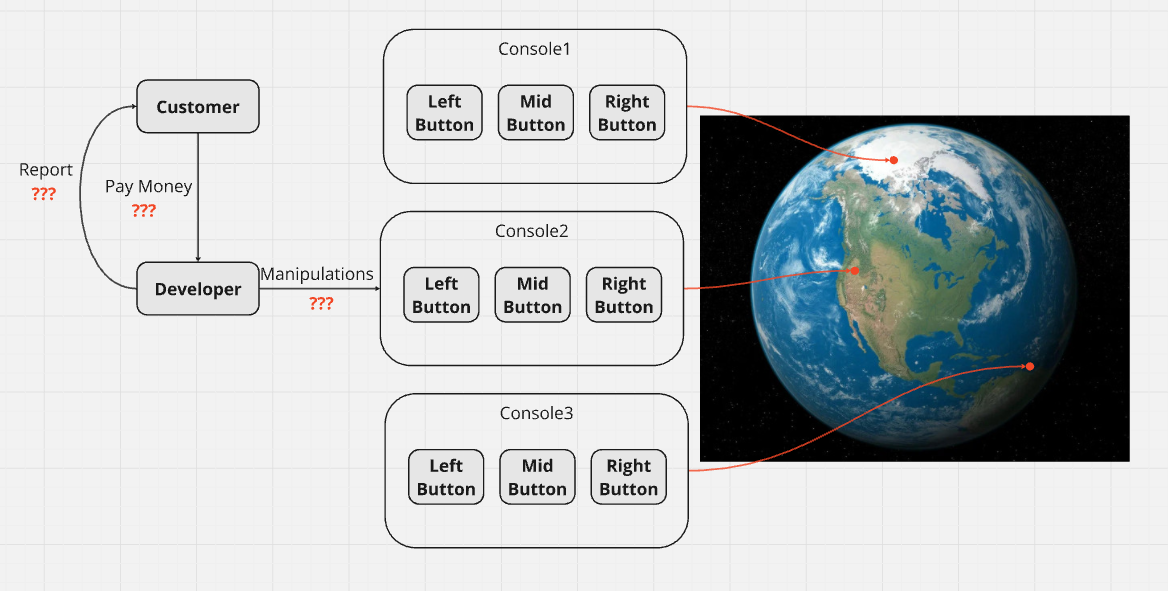 Customer
Report
???
Pay Money
???
Developer
Manipulations
???
Console1
Left
Button
Mid
Button
Right
Button
Console2
Left
Button
Mid
Button
Right
Button
Console3
Left
Button
Mid
Button
Right
Button